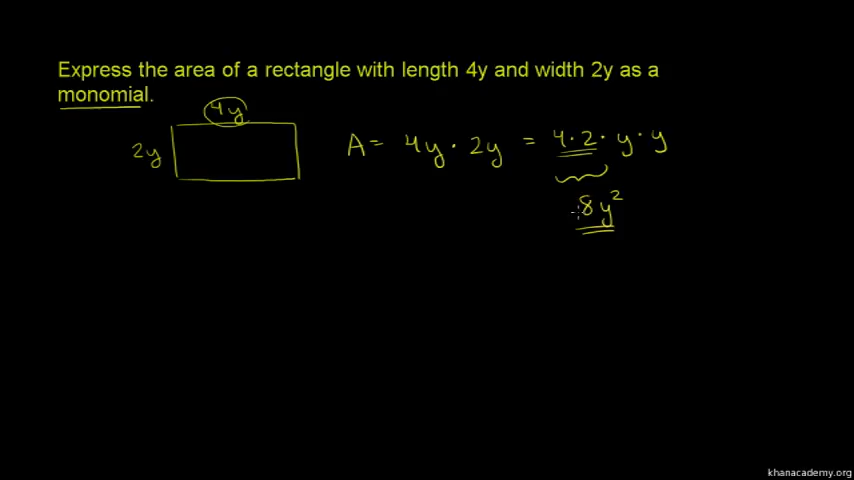 Express the area of a rectangle with length 4y and width 2y as a
monomial.
4y
2y
A = 4y · 2y = 4 · 2 · y · y
8y²
khanacademy.org